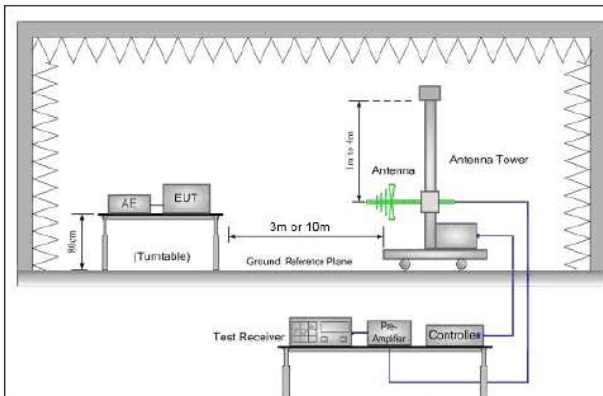 1m to 4m
Antenna
Antenna Tower
AE
EUT
80cm
(Turntable)
3m or 10m
Ground Reference Plane
Test Receiver
Pre-
Amplifier
Controller